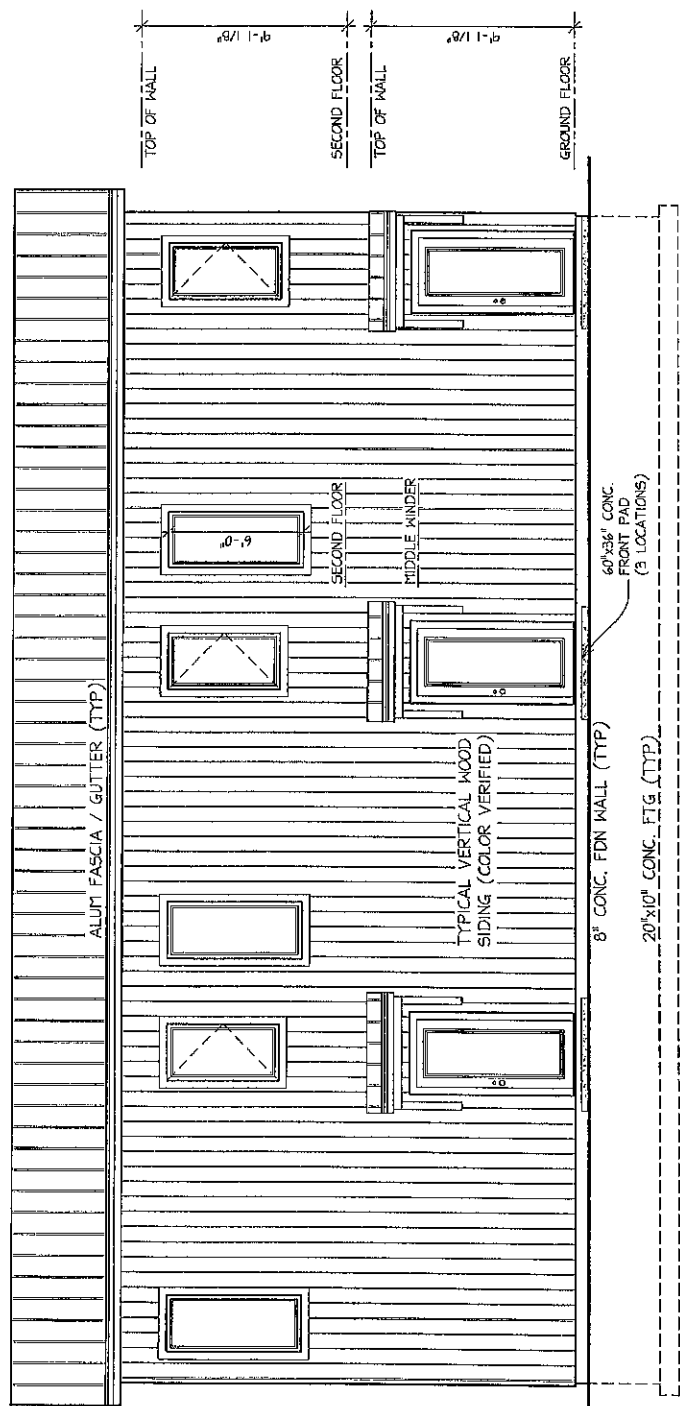 ALUM FASCIA / GUTTER (TYP)
TOP OF WALL
9'-1 1/8"
SECOND FLOOR
TOP OF WALL
9'-1 1/8"
GROUND FLOOR
6'-0"
SECOND FLOOR
MIDDLE WINDER
TYPICAL VERTICAL WOOD
SIDING (COLOR VERIFIED)
60"x36" CONC.
FRONT PAD
(3 LOCATIONS)
8" CONC. FDN WALL (TYP)
20"x10" CONC. FTG (TYP)